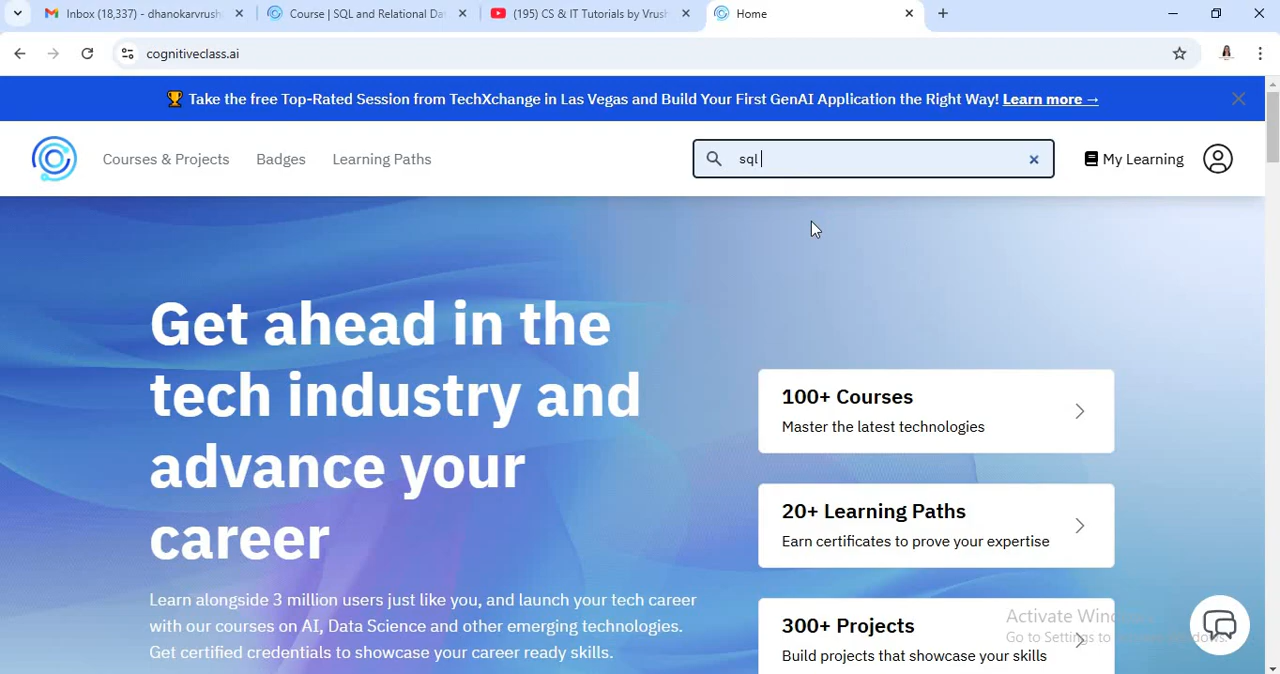 Inbox (18,337) - dhanokarvrush
Course | SQL and Relational Da
(195) CS & IT Tutorials by Vrush
Home
cognitiveclass.ai
🏆 Take the free Top-Rated Session from TechXchange in Las Vegas and Build Your First GenAI Application the Right Way! Learn more →
Courses & Projects
Badges
Learning Paths
sql
My Learning
Get ahead in the
tech industry and
advance your
career
Learn alongside 3 million users just like you, and launch your tech career
with our courses on AI, Data Science and other emerging technologies.
Get certified credentials to showcase your career ready skills.
100+ Courses
Master the latest technologies
20+ Learning Paths
Earn certificates to prove your expertise
300+ Projects
Build projects that showcase your skills
Activate Windows
Go to Settings to